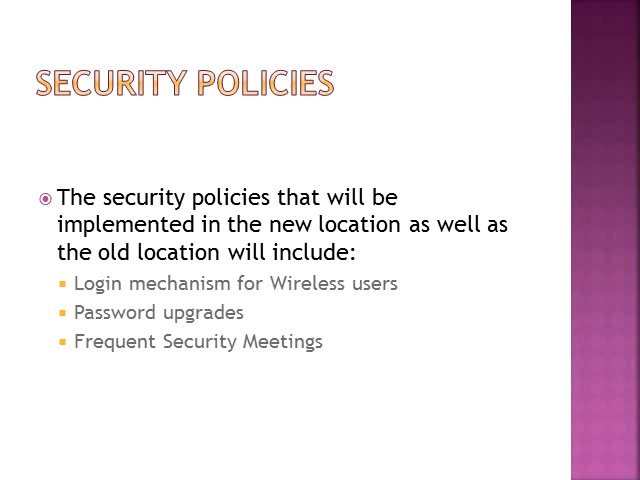 SECURITY POLICIES
The security policies that will be
implemented in the new location as well as
the old location will include:
Login mechanism for Wireless users
Password upgrades
Frequent Security Meetings